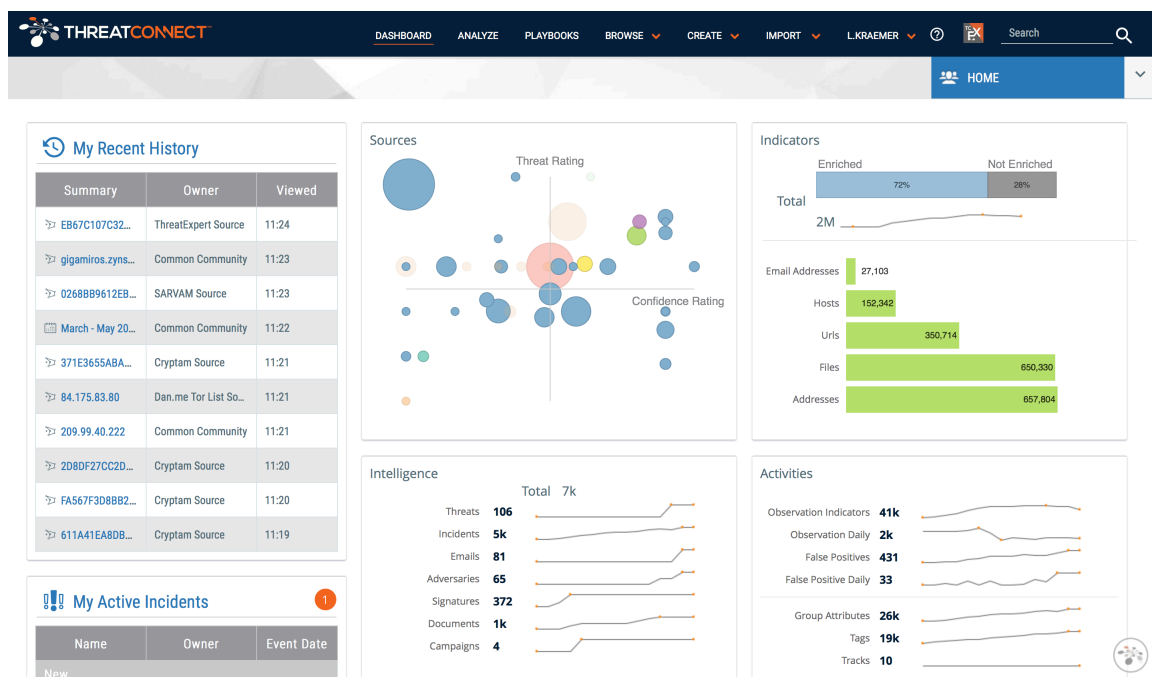 THREATCONNECT™
DASHBOARD ANALYZE PLAYBOOKS BROWSE CREATE IMPORT L.KRAEMER ? TC EX Search
HOME
My Recent History
Summary Owner Viewed
EB67C107C32... ThreatExpert Source 11:24
gigamiros.zyns... Common Community 11:23
0268BB9612EB... SARVAM Source 11:23
March - May 20... Common Community 11:22
371E3655ABA... Cryptam Source 11:21
84.175.83.80 Dan.me Tor List So... 11:21
209.99.40.222 Common Community 11:21
2D8DF27CC2D... Cryptam Source 11:20
FA567F3D8BB2... Cryptam Source 11:20
611A41EA8DB... Cryptam Source 11:19
My Active Incidents 1
Name Owner Event Date
New
Sources
Threat Rating
Confidence Rating
Indicators
Enriched Not Enriched
72% 28%
Total
2M
Email Addresses 27,103
Hosts 152,342
Urls 350,714
Files 650,330
Addresses 657,804
Intelligence
Total 7k
Threats 106
Incidents 5k
Emails 81
Adversaries 65
Signatures 372
Documents 1k
Campaigns 4
Activities
Observation Indicators 41k
Observation Daily 2k
False Positives 431
False Positive Daily 33
Group Attributes 26k
Tags 19k
Tracks 10